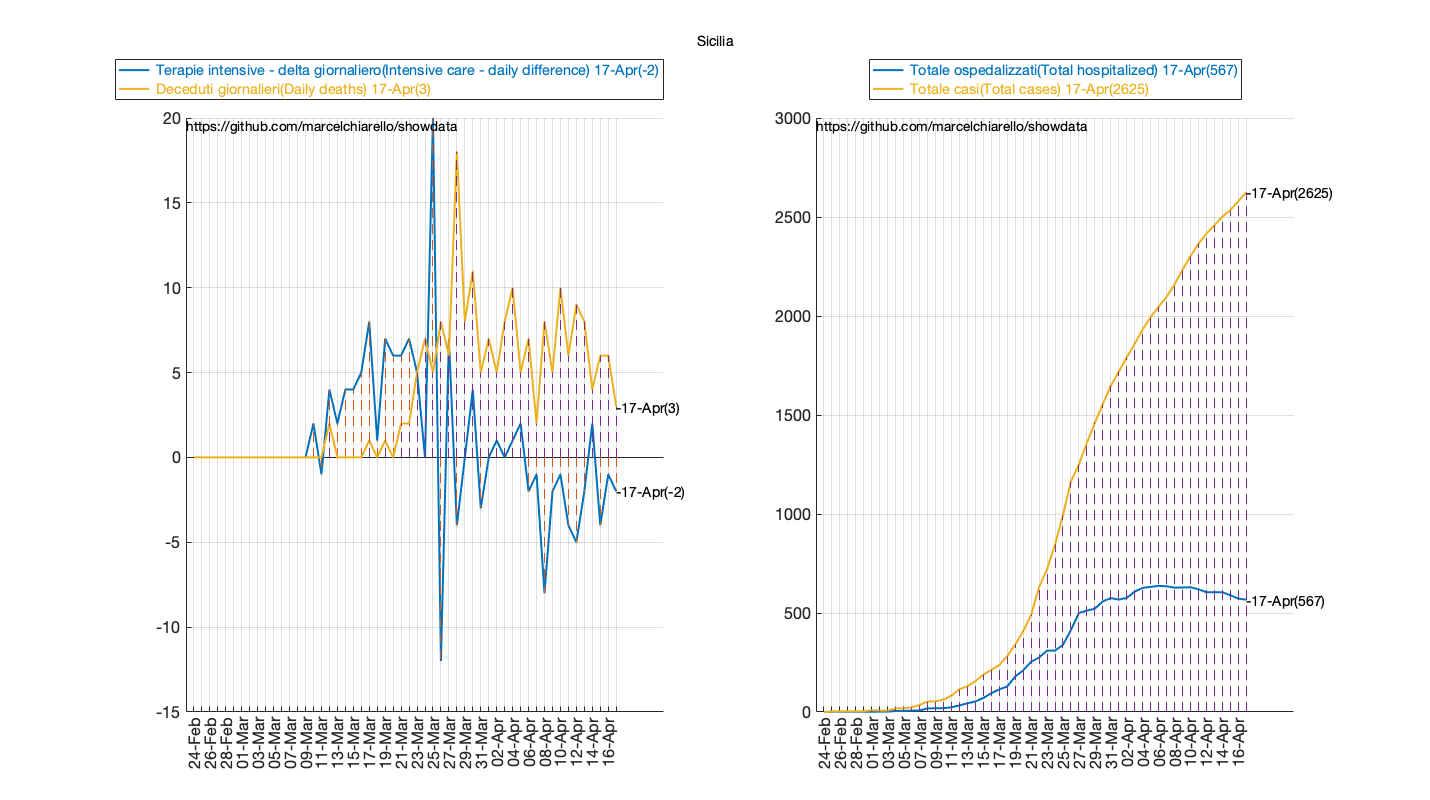 Sicilia
Terapie intensive - delta giornaliero(Intensive care - daily difference) 17-Apr(-2)
Deceduti giornalieri(Daily deaths) 17-Apr(3)
https://github.com/marcelchiarello/showdata
20
15
10
5
0
-5
-10
-15
-17-Apr(3)
-17-Apr(-2)
24-Feb
26-Feb
28-Feb
01-Mar
03-Mar
05-Mar
07-Mar
09-Mar
11-Mar
13-Mar
15-Mar
17-Mar
19-Mar
21-Mar
23-Mar
25-Mar
27-Mar
29-Mar
31-Mar
02-Apr
04-Apr
06-Apr
08-Apr
10-Apr
12-Apr
14-Apr
16-Apr
Totale ospedalizzati(Total hospitalized) 17-Apr(567)
Totale casi(Total cases) 17-Apr(2625)
https://github.com/marcelchiarello/showdata
3000
2500
2000
1500
1000
500
0
-17-Apr(2625)
-17-Apr(567)
24-Feb
26-Feb
28-Feb
01-Mar
03-Mar
05-Mar
07-Mar
09-Mar
11-Mar
13-Mar
15-Mar
17-Mar
19-Mar
21-Mar
23-Mar
25-Mar
27-Mar
29-Mar
31-Mar
02-Apr
04-Apr
06-Apr
08-Apr
10-Apr
12-Apr
14-Apr
16-Apr